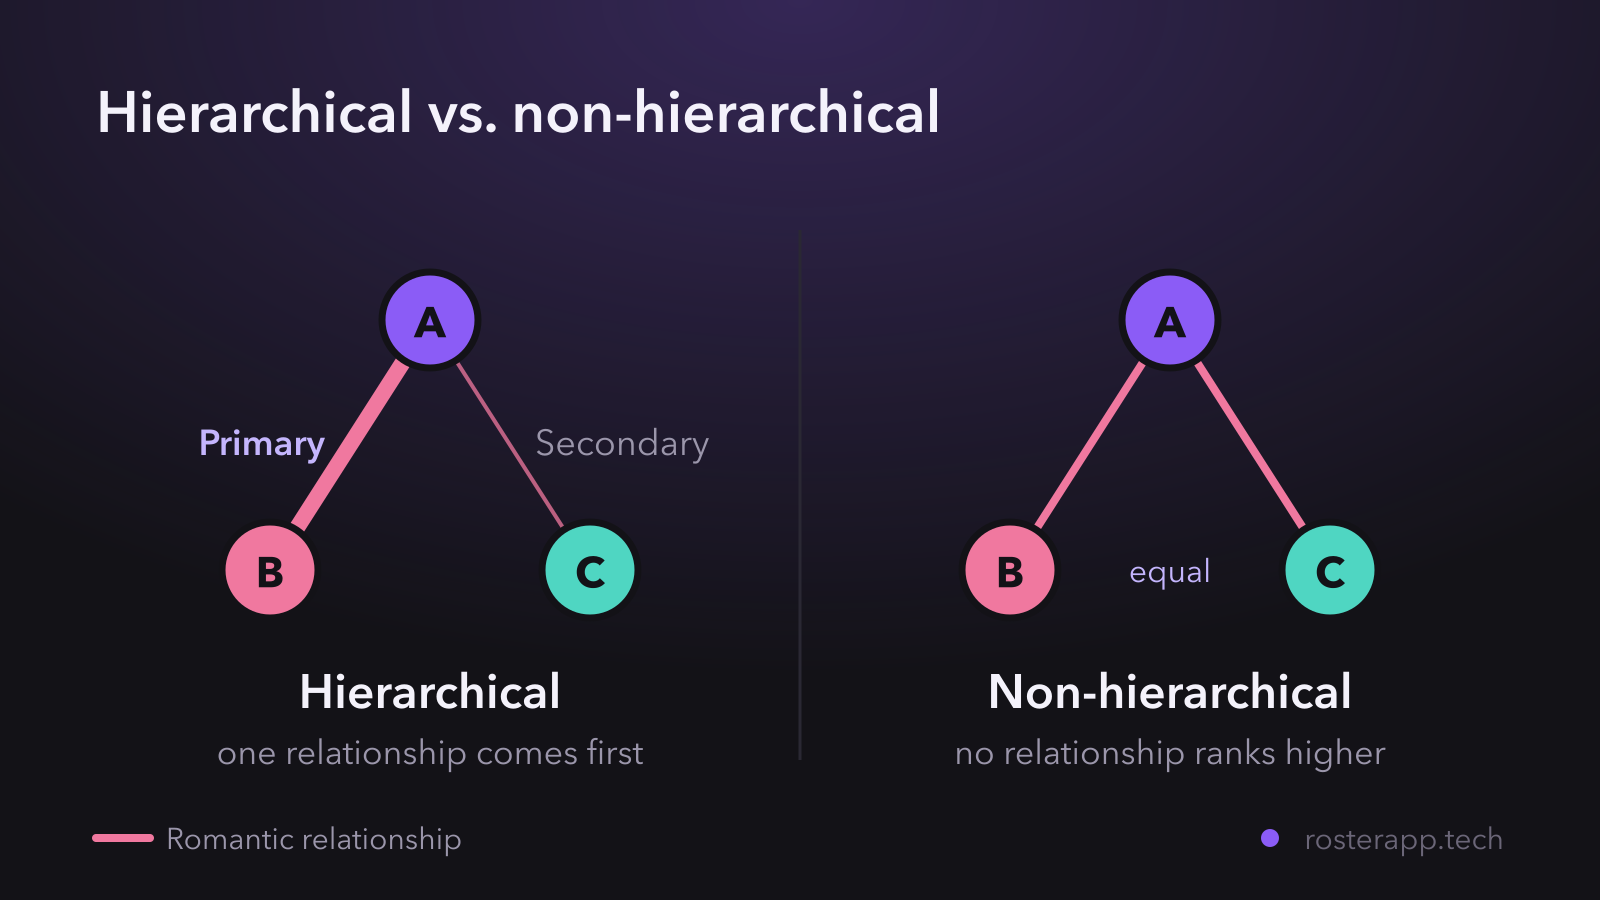 Hierarchical vs. non-hierarchical
A
Primary
Secondary
B
C
Hierarchical
one relationship comes first
A
B
equal
C
Non-hierarchical
no relationship ranks higher
Romantic relationship
rosterapp.tech